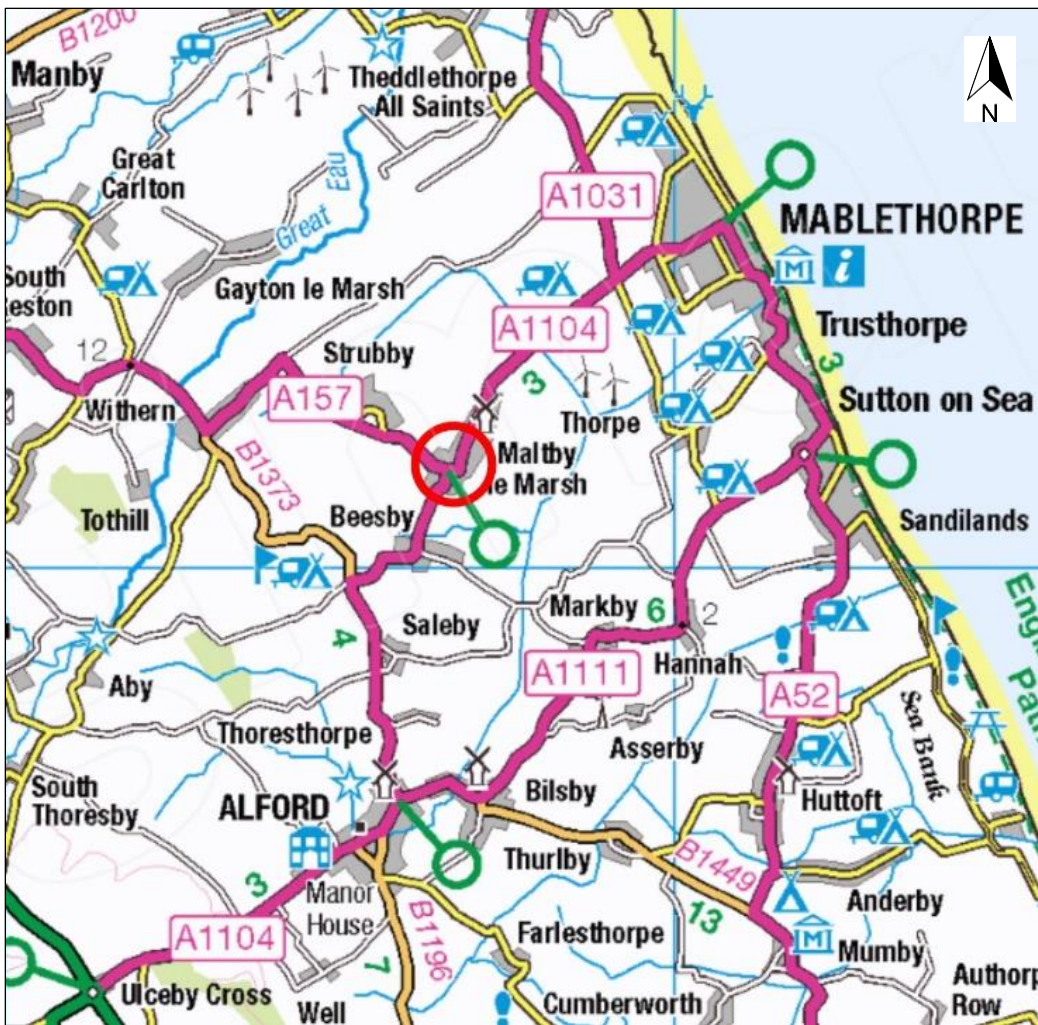 B1200
Manby
Theddlethorpe
All Saints
N
Great
Carlton
Eau
Great
A1031
MABLETHORPE
South
Gayton le Marsh
i
A1104
Trusthorpe
12
Strubby
3
3
Withern
A157
Sutton on Sea
Thorpe
Maltby
le Marsh
B1373
Tothill
Beesby
Sandilands
4
Saleby
Markby
6
2
Hannah
A1111
A52
Aby
Thoresthorpe
Asserby
Sea Bank
South
Thoresby
ALFORD
Bilsby
Huttoft
Thurlby
B1449
3
Manor
House
13
Anderby
A1104
B1196
7
Farlesthorpe
M
Mumby
Ulceby Cross
Well
Cumberworth
Row